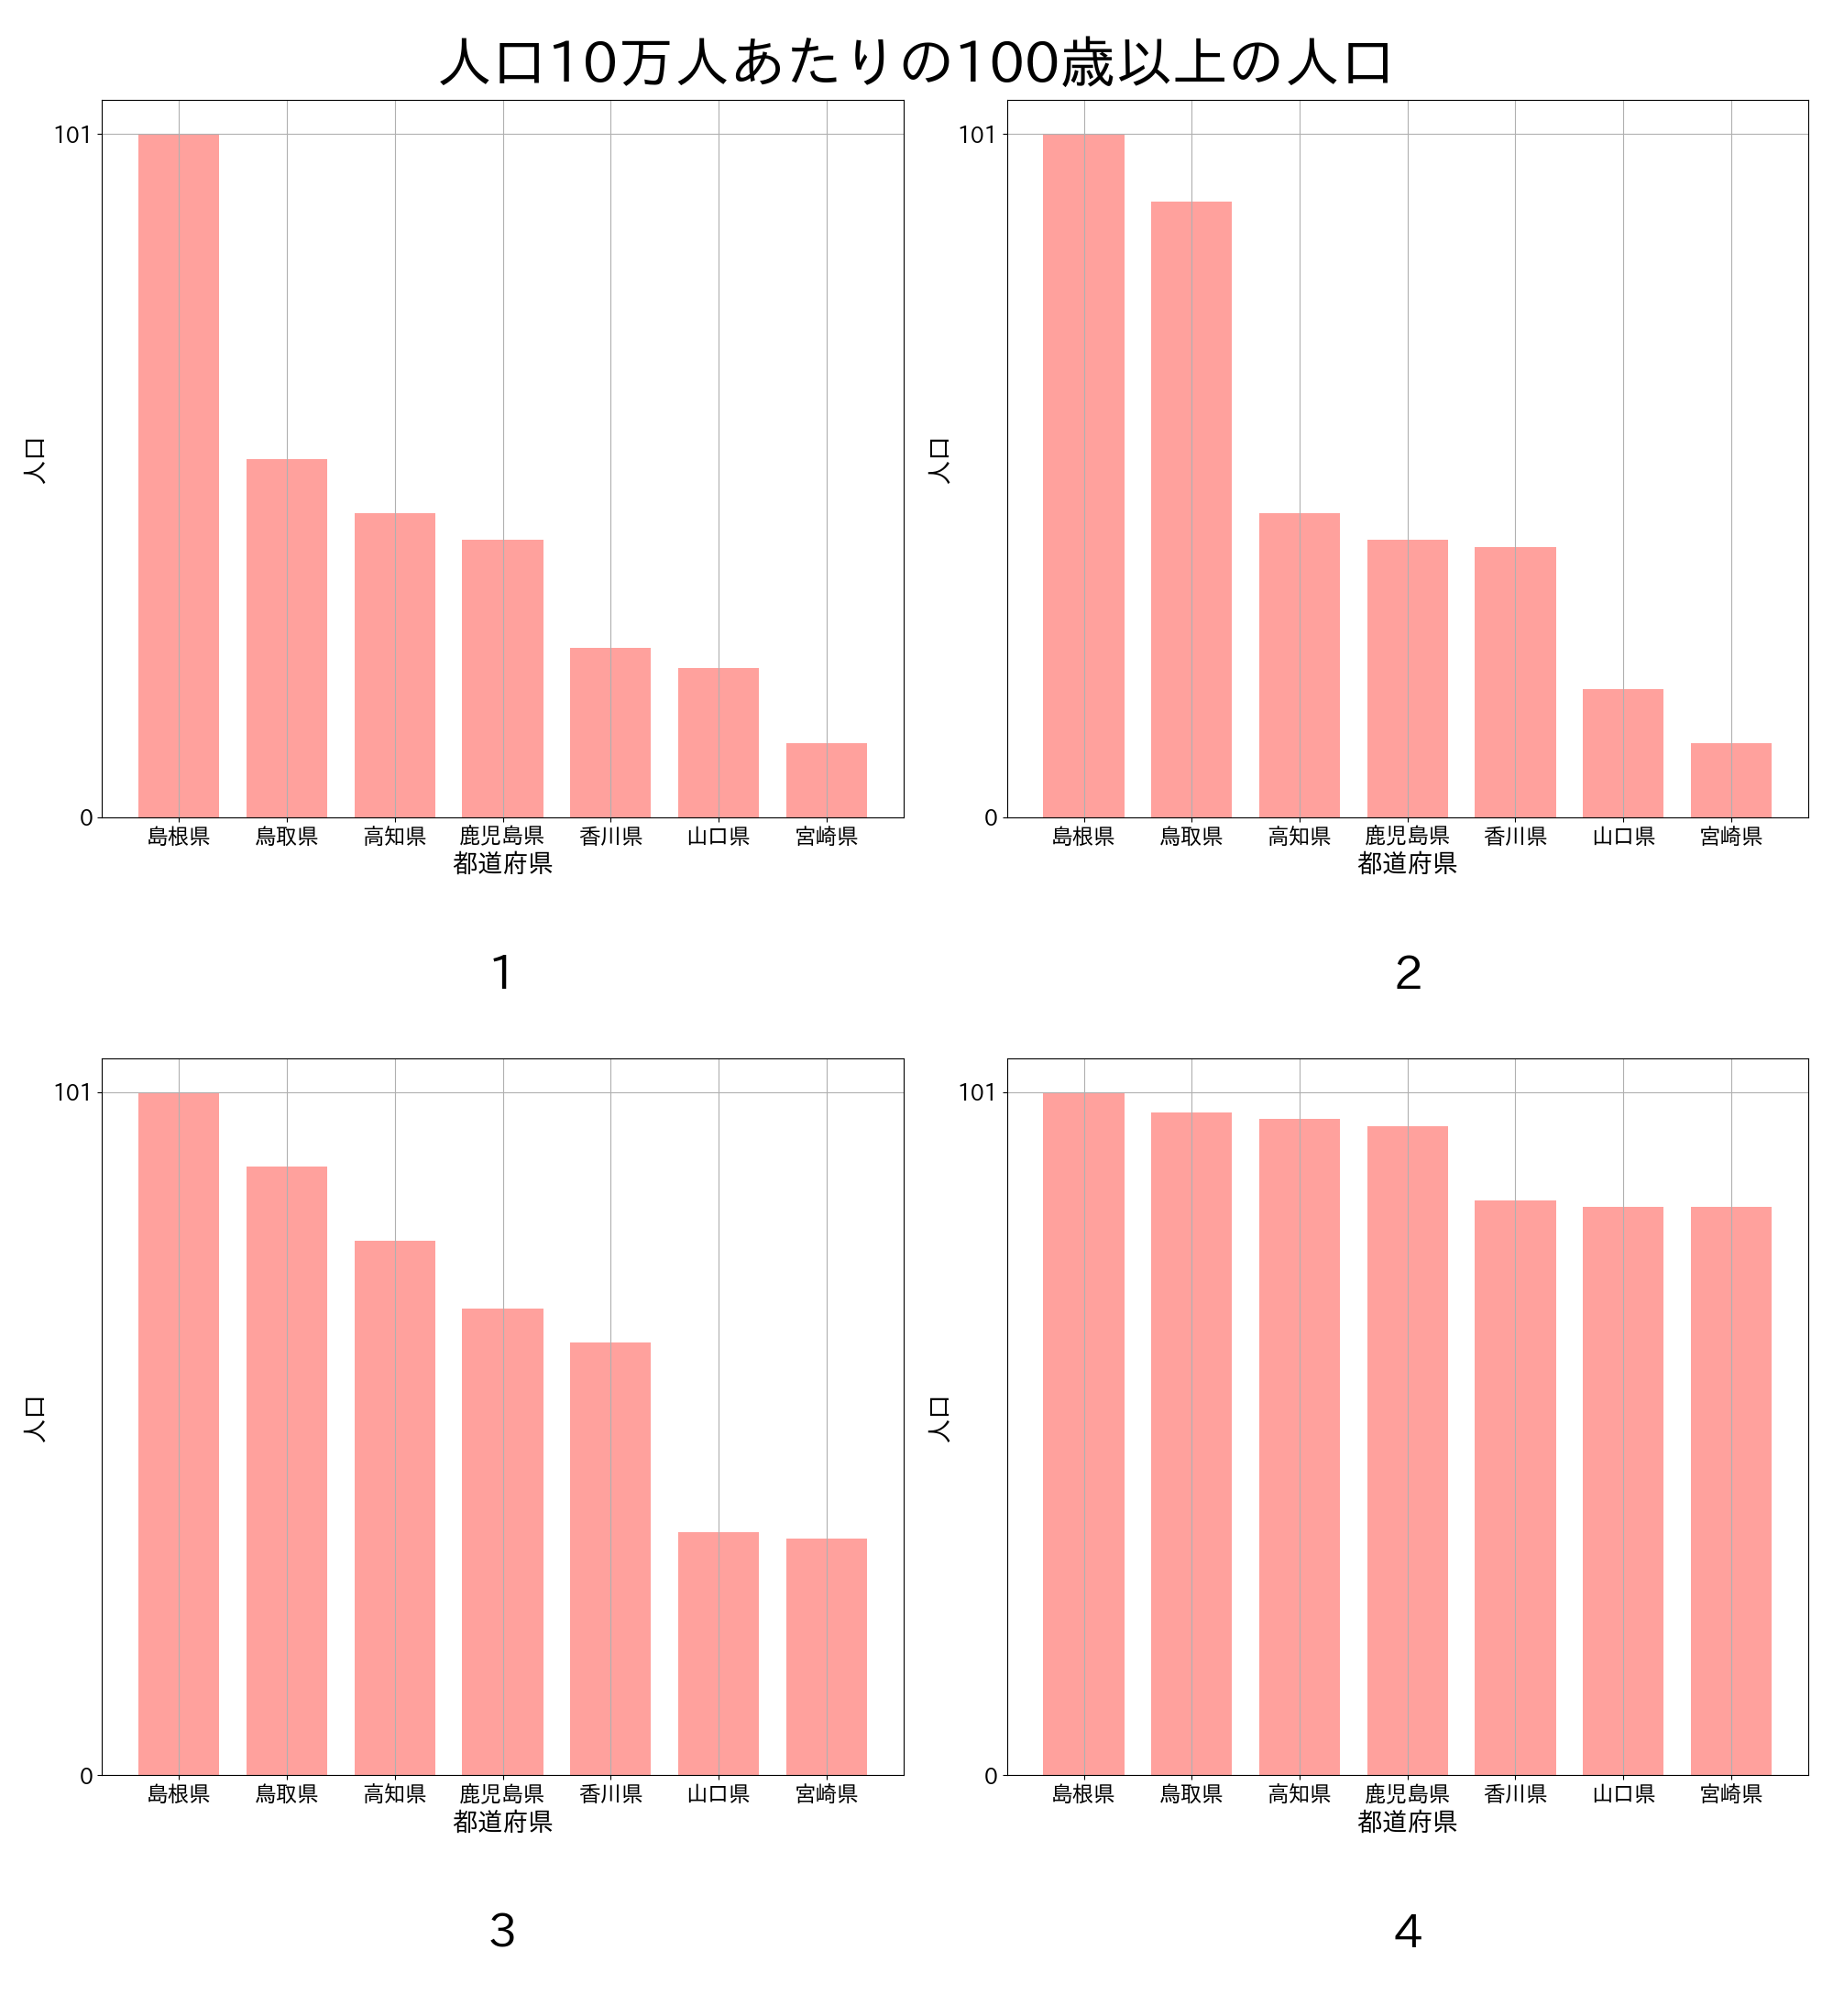 人口10万人あたりの100歳以上の人口
101
人口
0
島根県 鳥取県 高知県 鹿児島県 香川県 山口県 宮崎県
都道府県
1
101
人口
0
島根県 鳥取県 高知県 鹿児島県 香川県 山口県 宮崎県
都道府県
2
101
人口
0
島根県 鳥取県 高知県 鹿児島県 香川県 山口県 宮崎県
都道府県
3
101
人口
0
島根県 鳥取県 高知県 鹿児島県 香川県 山口県 宮崎県
都道府県
4